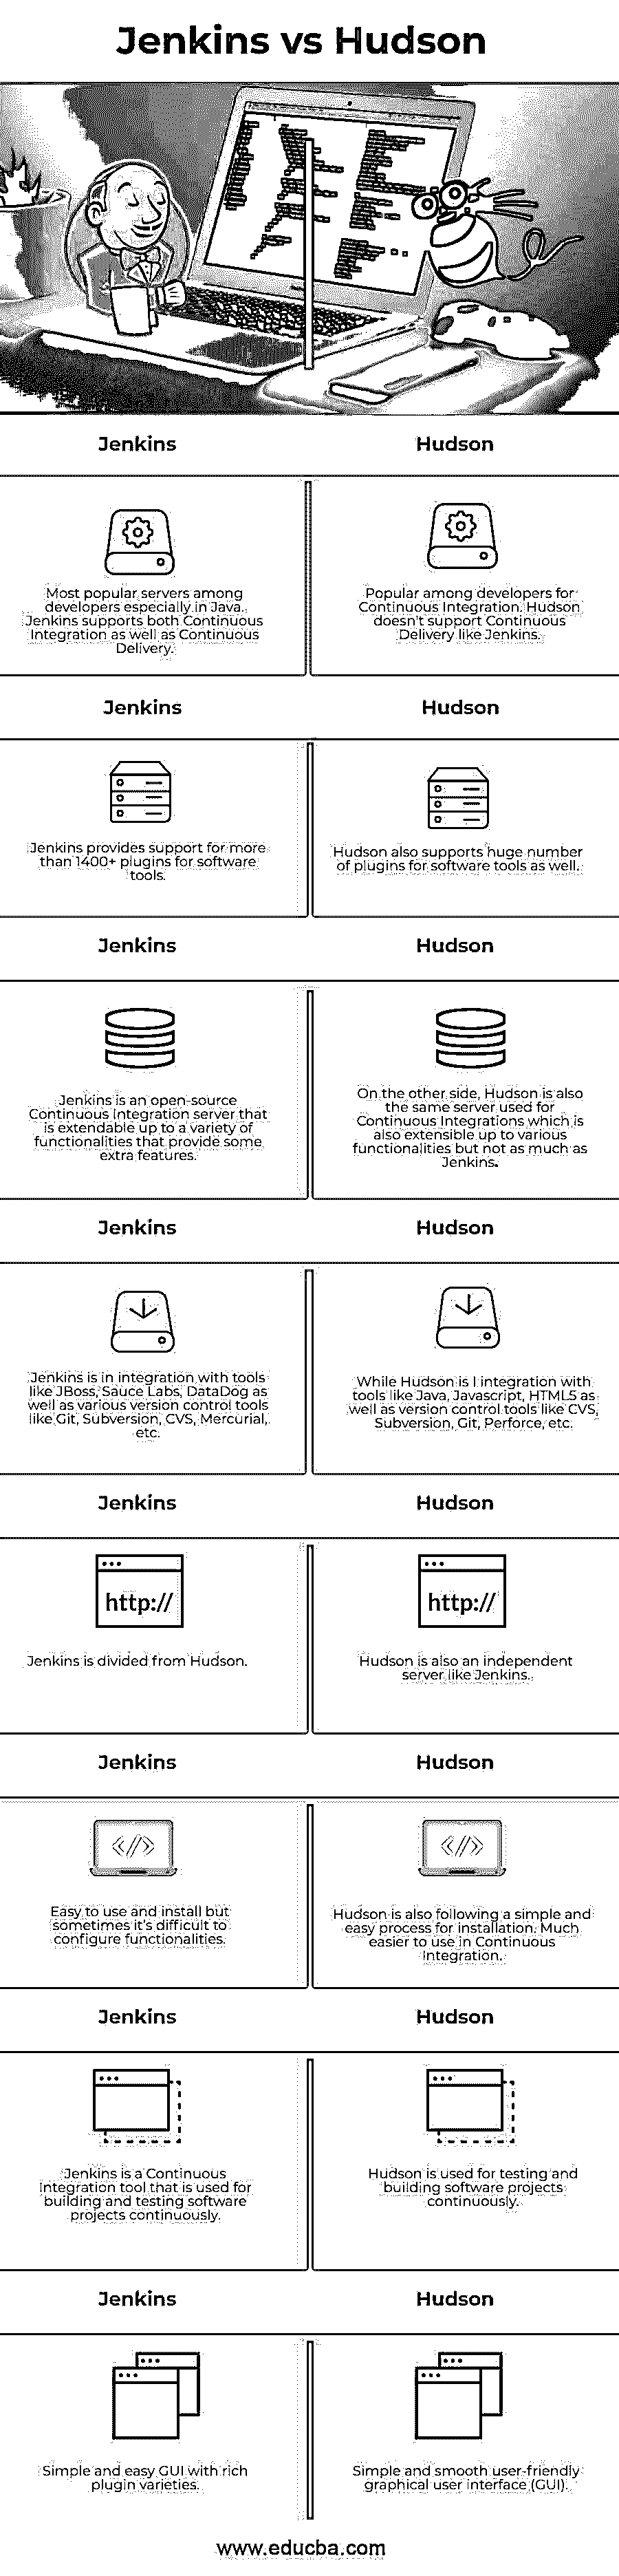 Jenkins vs Hudson
Jenkins
Hudson
Most popular servers among
developers especially in Java.
Jenkins supports both Continuous
Integration as well as Continuous
Delivery.
Popular among developers for
Continuous Integration. Hudson
doesn't support Continuous
Delivery like Jenkins.
Jenkins
Hudson
Jenkins provides support for more
than 1400+ plugins for software
tools.
Hudson also supports huge number
of plugins for software tools as well.
Jenkins
Hudson
Jenkins is an open-source
Continuous Integration server that
is extendable up to a variety of
functionalities that provide some
extra features.
On the other side, Hudson is also
the same server used for
Continuous Integrations which is
also extensible up to various
functionalities but not as much as
Jenkins.
Jenkins
Hudson
Jenkins is in integration with tools
like JBoss, Sauce Labs, DataDog as
well as various version control tools
like Git, Subversion, CVS, Mercurial,
etc.
While Hudson is I integration with
tools like Java, Javascript, HTML5 as
well as version control tools like CVS,
Subversion, Git, Perforce, etc.
Jenkins
Hudson
http://
http://
Jenkins is divided from Hudson.
Hudson is also an independent
server like Jenkins.
Jenkins
Hudson
</>
</>
Easy to use and install but
sometimes it's difficult to
configure functionalities.
Hudson is also following a simple and
easy process for installation. Much
easier to use in Continuous
Integration.
Jenkins
Hudson
Jenkins is a Continuous
Integration tool that is used for
building and testing software
projects continuously.
Hudson is used for testing and
building software projects
continuously.
Jenkins
Hudson
Simple and easy GUI with rich
plugin varieties.
Simple and smooth user-friendly
graphical user interface (GUI).
www.educba.com